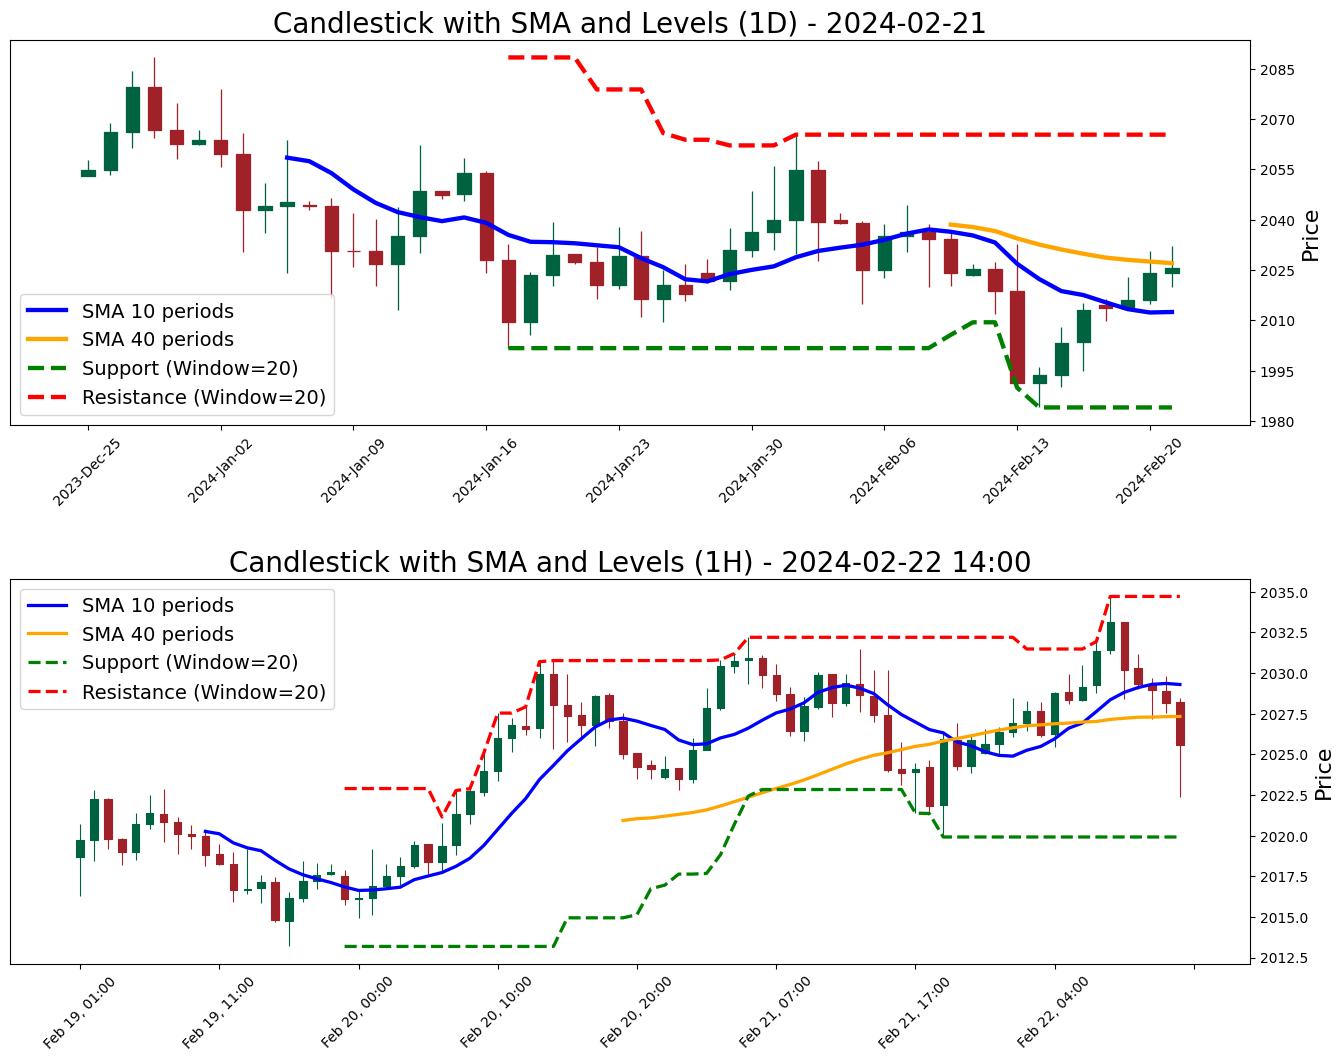 Candlestick with SMA and Levels (1D) - 2024-02-21
2085
2070
2055
2040
2025
2010
1995
1980
Price
SMA 10 periods
SMA 40 periods
Support (Window=20)
Resistance (Window=20)
2023-Dec-25
2024-Jan-02
2024-Jan-09
2024-Jan-16
2024-Jan-23
2024-Jan-30
2024-Feb-06
2024-Feb-13
2024-Feb-20
Candlestick with SMA and Levels (1H) - 2024-02-22 14:00
SMA 10 periods
SMA 40 periods
Support (Window=20)
Resistance (Window=20)
2035.0
2032.5
2030.0
2027.5
2025.0
2022.5
2020.0
2017.5
2015.0
2012.5
Price
Feb 19, 01:00
Feb 19, 11:00
Feb 20, 00:00
Feb 20, 10:00
Feb 20, 20:00
Feb 21, 07:00
Feb 21, 17:00
Feb 22, 04:00